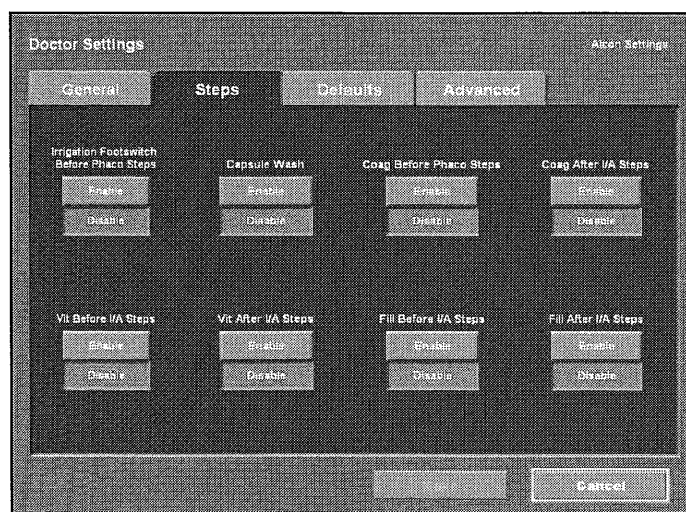 Doctor Settings
Alcon Settings
General
Steps
Defaults
Advanced
Irrigation Footswitch
Before Phaco Steps
Capsule Wash
Coag Before Phaco Steps
Coag After I/A Steps
Enable
Enable
Enable
Enable
Disable
Disable
Disable
Disable
Vit Before I/A Steps
Vit After I/A Steps
Fill Before I/A Steps
Fill After I/A Steps
Enable
Enable
Enable
Enable
Disable
Disable
Disable
Disable
Cancel